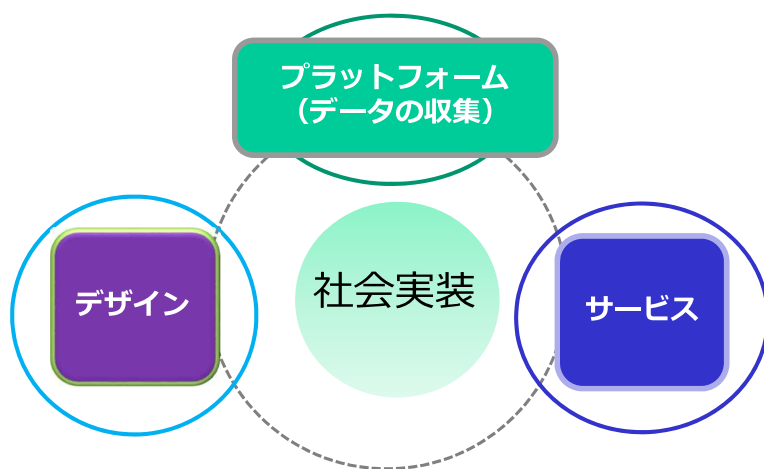 プラットフォーム
（データの収集）
デザイン
社会実装
サービス